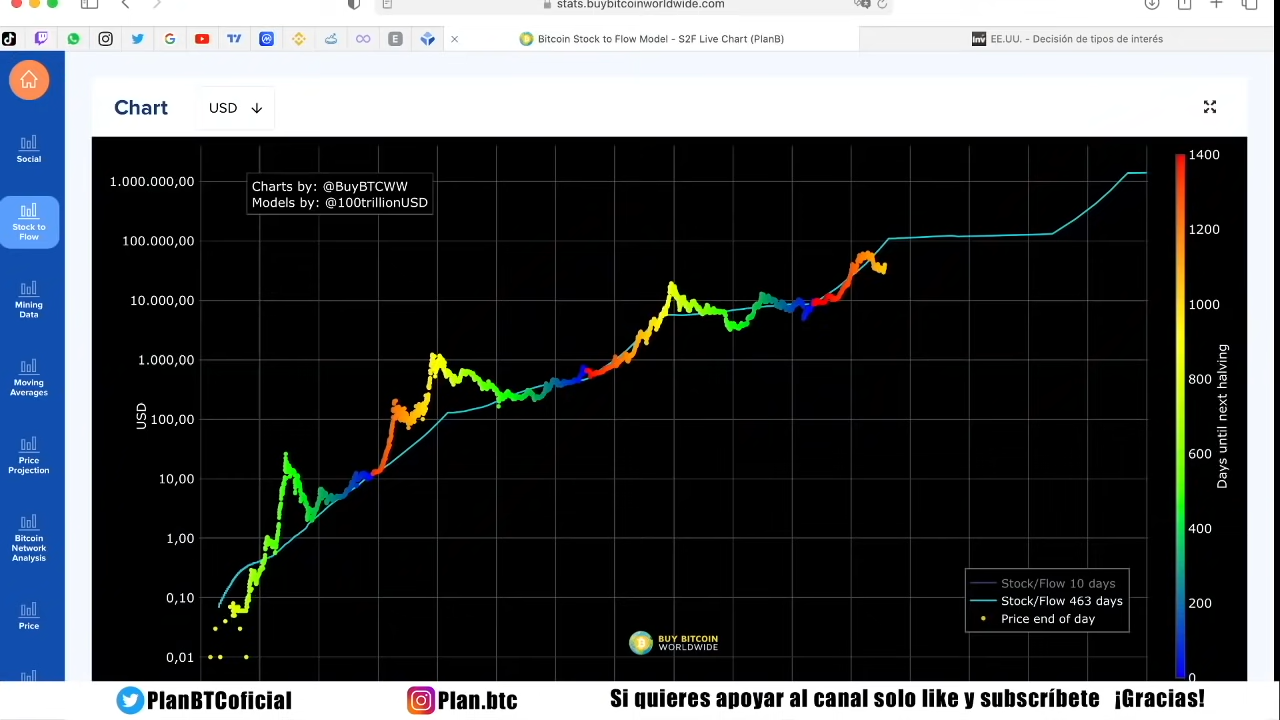 stats.buybitcoinworldwide.com
Bitcoin Stock to Flow Model - S2F Live Chart (PlanB)
EE.UU. - Decisión de tipos de interés
Chart
USD
Social
Stock to
Flow
Mining
Data
Moving
Averages
Price
Projection
Bitcoin
Network
Analysis
Price
Charts by: @BuyBTCWW
Models by: @100trillionUSD
1.000.000,00
100.000,00
10.000,00
1.000,00
100,00
10,00
1,00
0,10
0,01
USD
1400
1200
1000
800
600
400
200
0
Days until next halving
Stock/Flow 10 days
Stock/Flow 463 days
Price end of day
BUY BITCOIN
WORLDWIDE
PlanBTCoficial
Plan.btc
Si quieres apoyar al canal solo like y subscríbete ¡Gracias!